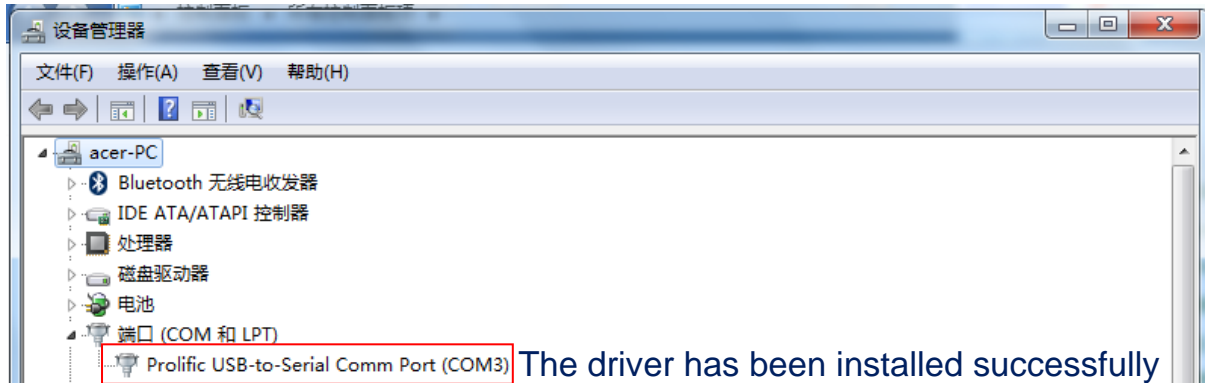 设备管理器
文件(F) 操作(A) 查看(V) 帮助(H)
acer-PC
Bluetooth 无线电收发器
IDE ATA/ATAPI 控制器
处理器
磁盘驱动器
电池
端口 (COM 和 LPT)
Prolific USB-to-Serial Comm Port (COM3) The driver has been installed successfully